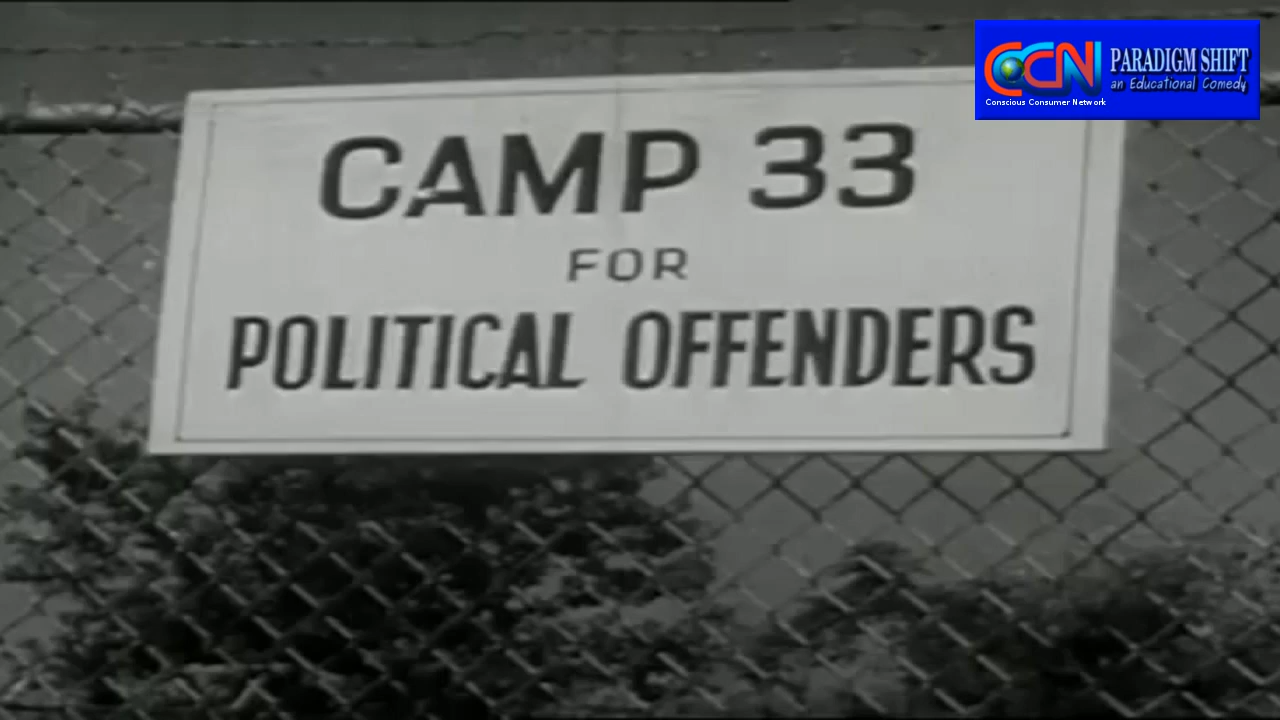 CCN
PARADIGM SHIFT
an Educational Comedy
Conscious Consumer Network
CAMP 33
FOR
POLITICAL OFFENDERS